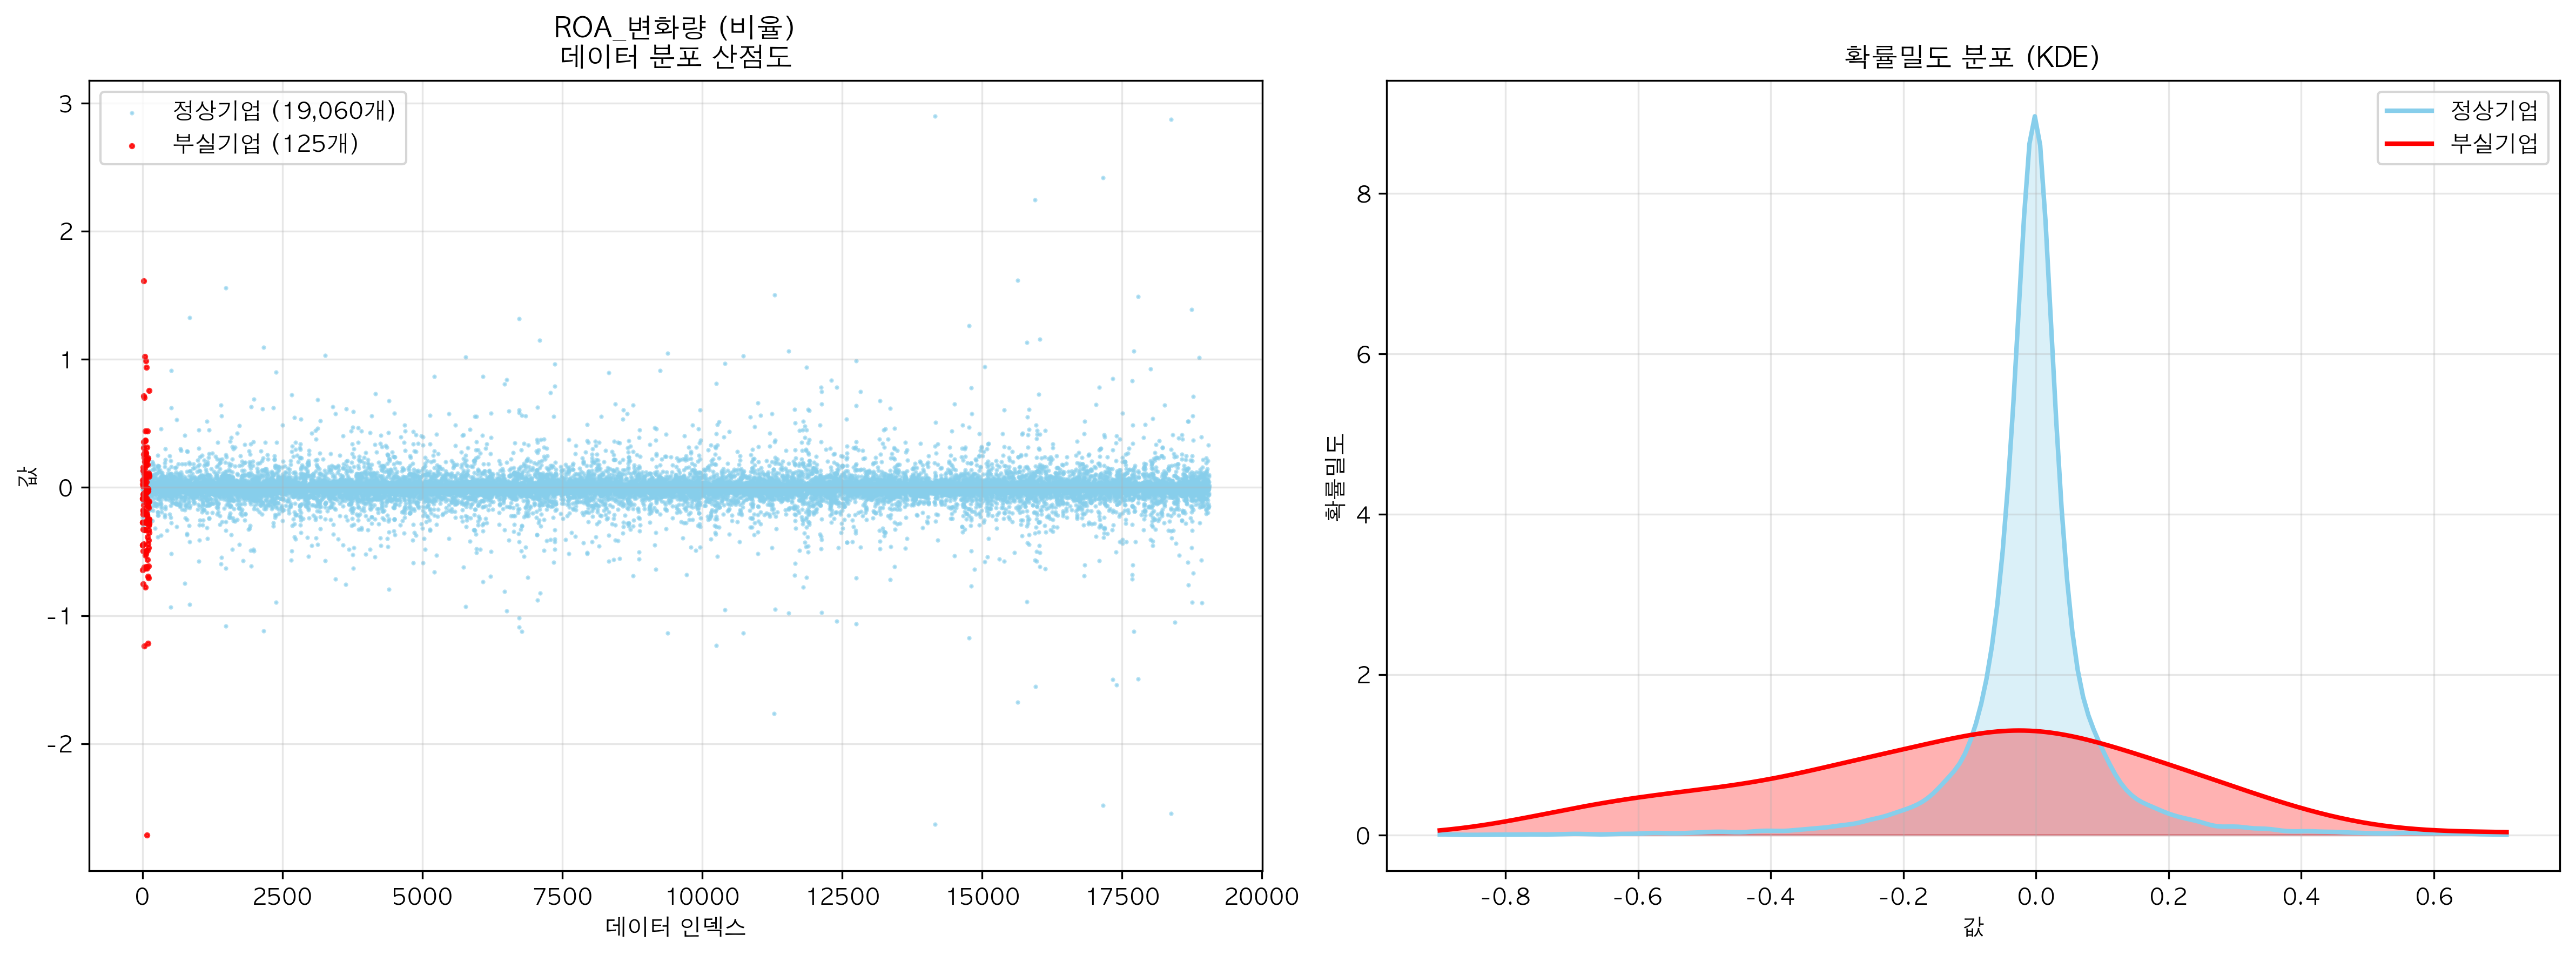 ROA_변화량 (비율)
데이터 분포 산점도
정상기업 (19,060개)
부실기업 (125개)
값
3
2
1
0
-1
-2
0 2500 5000 7500 10000 12500 15000 17500 20000
데이터 인덱스
확률밀도 분포 (KDE)
정상기업
부실기업
확률밀도
8
6
4
2
0
-0.8 -0.6 -0.4 -0.2 0.0 0.2 0.4 0.6
값